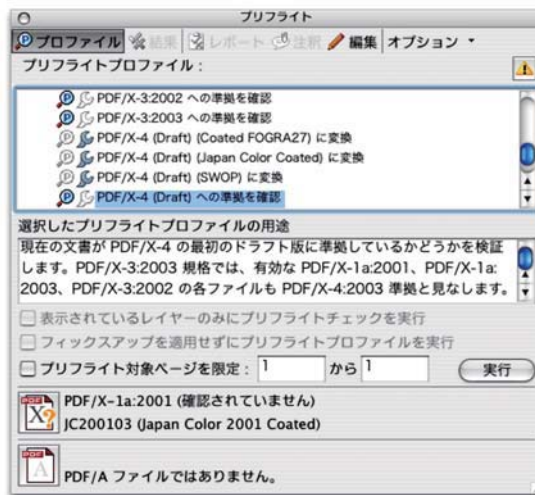 プリフライト
プロファイル 結果 レポート 注釈 編集 オプション
プリフライトプロファイル：
PDF/X-3:2002 への準拠を確認
PDF/X-3:2003 への準拠を確認
PDF/X-4 (Draft) (Coated FOGRA27) に変換
PDF/X-4 (Draft) (Japan Color Coated) に変換
PDF/X-4 (Draft) (SWOP) に変換
PDF/X-4 (Draft) への準拠を確認
選択したプリフライトプロファイルの用途
現在の文書が PDF/X-4 の最初のドラフト版に準拠しているかどうかを検証
します。PDF/X-3:2003 規格では、有効な PDF/X-1a:2001、PDF/X-1a:
2003、PDF/X-3:2002 の各ファイルも PDF/X-4:2003 準拠と見なします。
表示されているレイヤーのみにプリフライトチェックを実行
フィックスアップを適用せずにプリフライトプロファイルを実行
プリフライト対象ページを限定： 1 から 1 実行
PDF/X-1a:2001 (確認されていません)
JC200103 (Japan Color 2001 Coated)
PDF/A ファイルではありません。